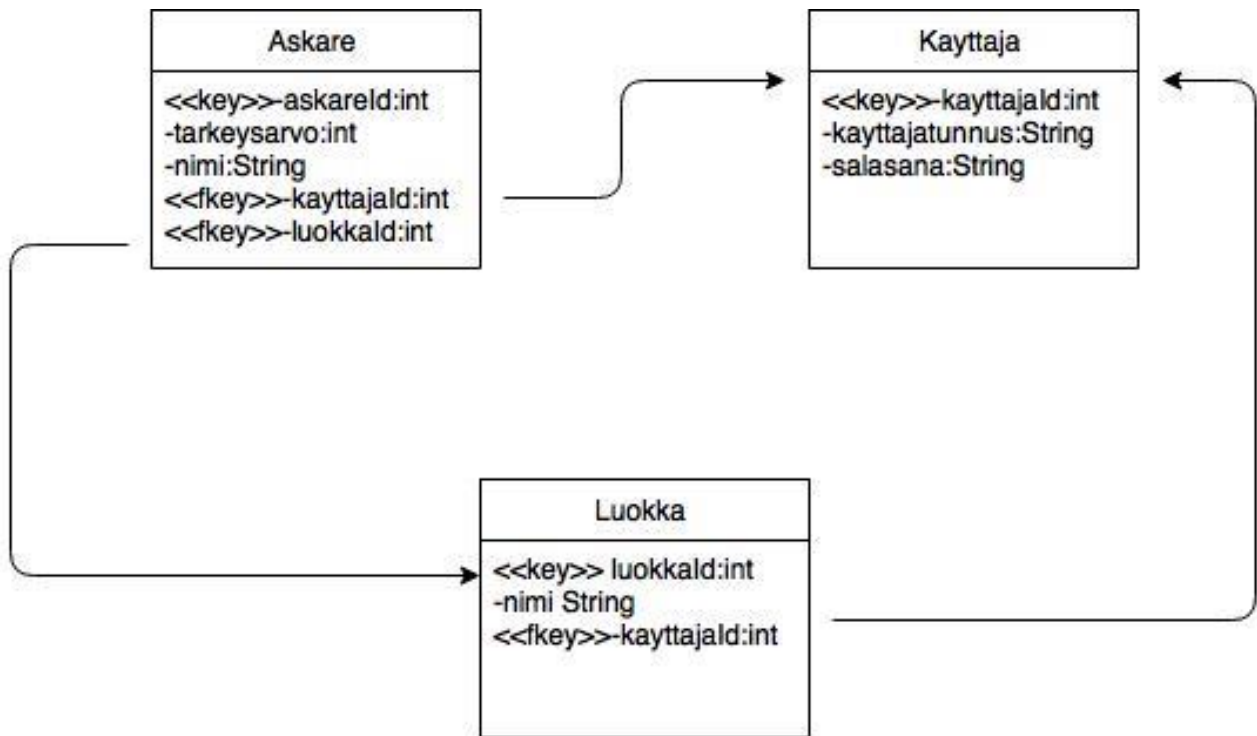 Askare
<<key>>-askareId:int
-tarkeysarvo:int
-nimi:String
<<fkey>>-kayttajaId:int
<<fkey>>-luokkaId:int
Kayttaja
<<key>>-kayttajaId:int
-kayttajatunnus:String
-salasana:String
Luokka
<<key>> luokkaId:int
-nimi String
<<fkey>>-kayttajaId:int